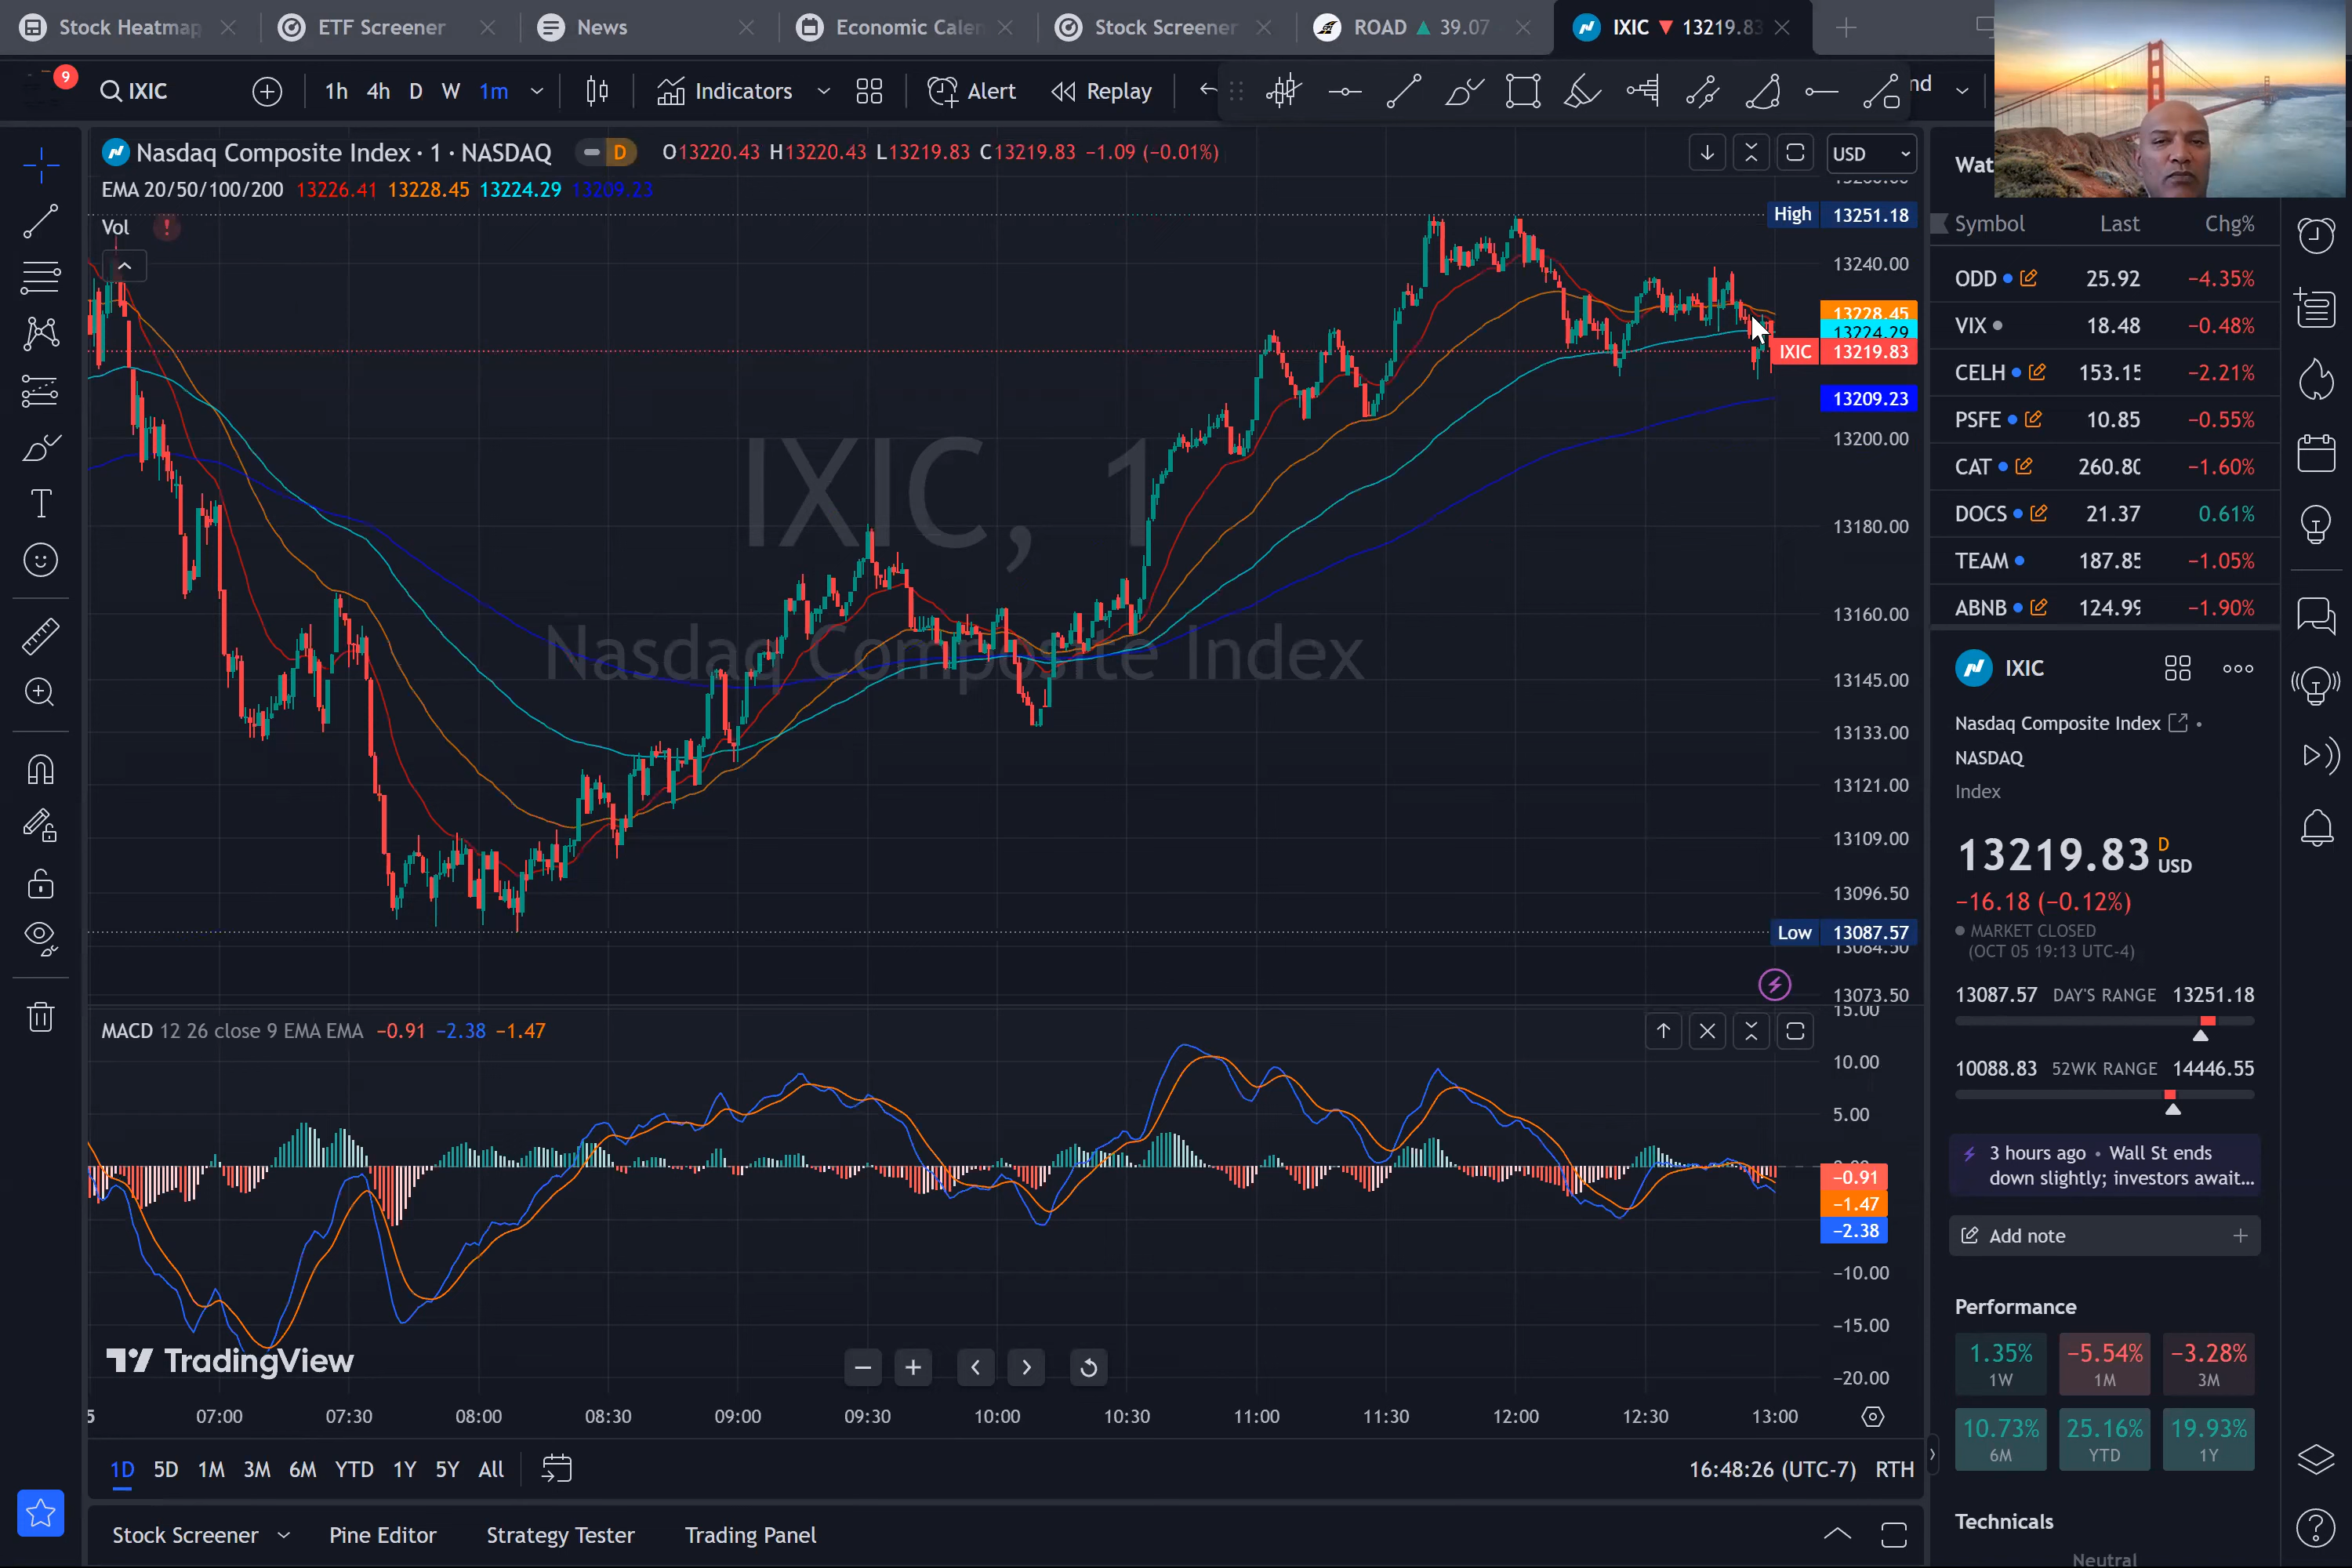 Stock Heatmap ETF Screener News Economic Calen Stock Screener ROAD 39.07 IXIC 13219.83
9 IXIC 1h 4h D W 1m Indicators Alert Replay nd
Nasdaq Composite Index · 1 · NASDAQ D O13220.43 H13220.43 L13219.83 C13219.83 −1.09 (−0.01%)
USD
EMA 20/50/100/200 13226.41 13228.45 13224.29 13209.23
Vol !
High 13251.18
13240.00
13228.45
13224.29
IXIC 13219.83
13209.23
13200.00
13180.00
13160.00
13145.00
13133.00
13121.00
13109.00
13096.50
Low 13087.57
13084.50
13073.50
IXIC, 1
Nasdaq Composite Index
MACD 12 26 close 9 EMA EMA −0.91 −2.38 −1.47
15.00
10.00
5.00
0.00
−0.91
−1.47
−2.38
−10.00
−15.00
−20.00
TradingView
5 07:00 07:30 08:00 08:30 09:00 09:30 10:00 10:30 11:00 11:30 12:00 12:30 13:00
1D 5D 1M 3M 6M YTD 1Y 5Y All 16:48:26 (UTC-7) RTH
Stock Screener Pine Editor Strategy Tester Trading Panel
Wat
Symbol Last Chg%
ODD 25.92 −4.35%
VIX 18.48 −0.48%
CELH 153.15 −2.21%
PSFE 10.85 −0.55%
CAT 260.80 −1.60%
DOCS 21.37 0.61%
TEAM 187.85 −1.05%
ABNB 124.99 −1.90%
IXIC
Nasdaq Composite Index
NASDAQ
Index
13219.83 D USD
−16.18 (−0.12%)
MARKET CLOSED
(OCT 05 19:13 UTC-4)
13087.57 DAY'S RANGE 13251.18
10088.83 52WK RANGE 14446.55
3 hours ago • Wall St ends
down slightly; investors await...
Add note
Performance
1.35% −5.54% −3.28%
1W 1M 3M
10.73% 25.16% 19.93%
6M YTD 1Y
Technicals
Neutral